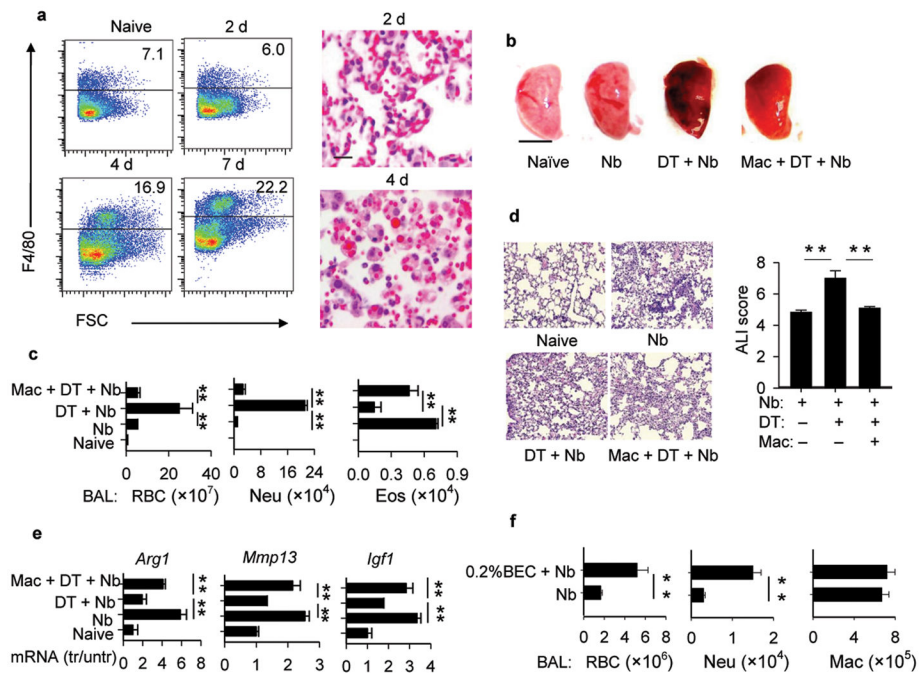 a
Naive
2 d
7.1
6.0
4 d
7 d
16.9
22.2
F4/80
FSC
2 d
4 d
b
Naïve
Nb
DT + Nb
Mac + DT + Nb
c
Mac + DT + Nb
DT + Nb
Nb
Naive
* *
* *
* *
* *
* *
* *
0 40 80
0 8 16 24
0.0 0.3 0.6 0.9
BAL: RBC (×10⁷) Neu (×10⁴) Eos (×10⁴)
d
Naive
Nb
DT + Nb
Mac + DT + Nb
ALI score
* * * *
8
6
4
2
0
Nb: + + +
DT: – + +
Mac: – – +
e
Arg1 Mmp13 Igf1
Mac + DT + Nb
DT + Nb
Nb
Naive
* *
* *
* *
* *
* *
* *
mRNA (tr/untr) 0 2 4 6 8
0 1 2 3
0 1 2 3 4
f
0.2%BEC + Nb
Nb
* *
* *
0 2 4 6 8
0 1 2
0 2 4 6 8
BAL: RBC (×10⁶) Neu (×10⁴) Mac (×10⁵)